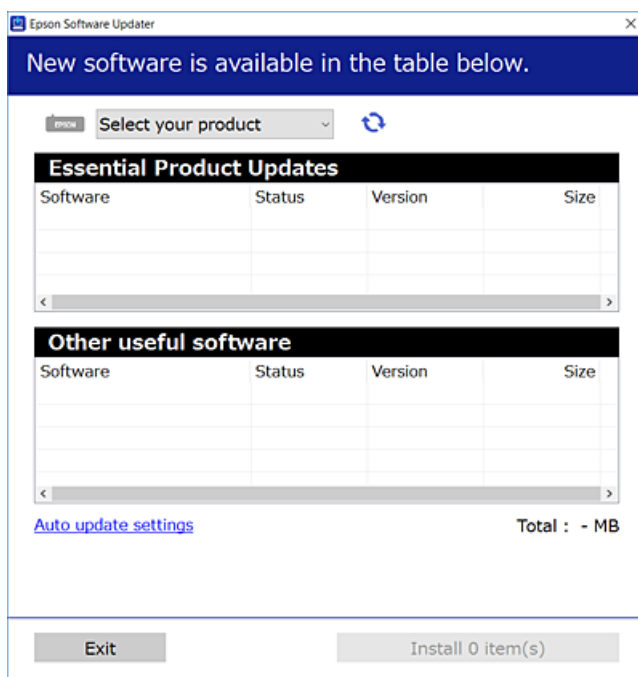 Epson Software Updater
New software is available in the table below.
EPSON Select your product
Essential Product Updates
Software Status Version Size
Other useful software
Software Status Version Size
Auto update settings Total : - MB
Exit Install 0 item(s)